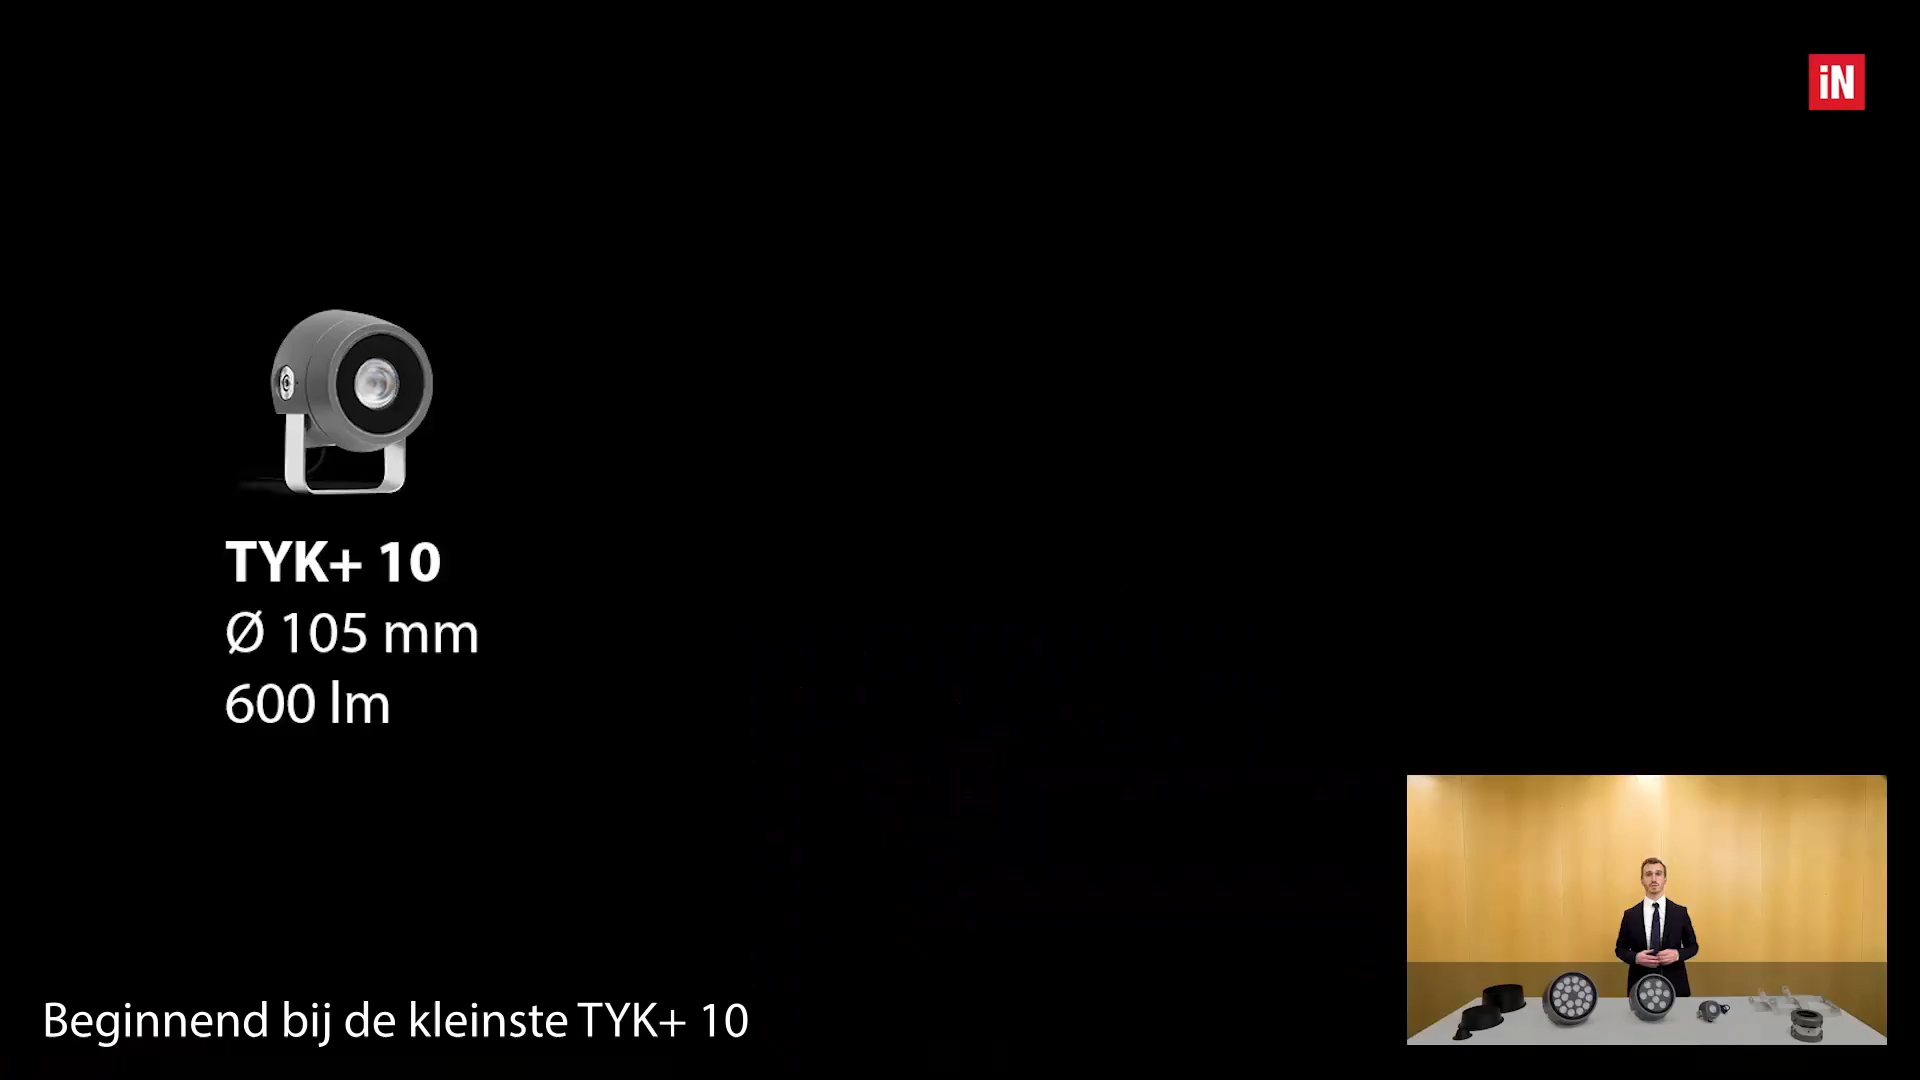 iN
TYK+ 10
Ø 105 mm
600 lm
Beginnend bij de kleinste TYK+ 10